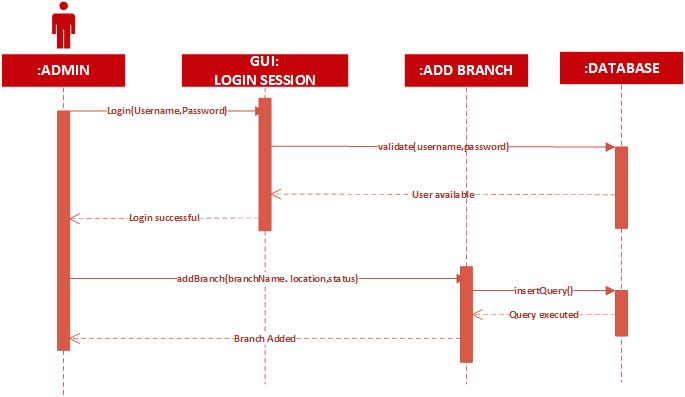 :ADMIN
GUI:
LOGIN SESSION
:ADD BRANCH
:DATABASE
Login(Username,Password)
validate(username,password)
User available
Login successful
addBranch(branchName. location,status)
insertQuery()
Query executed
Branch Added